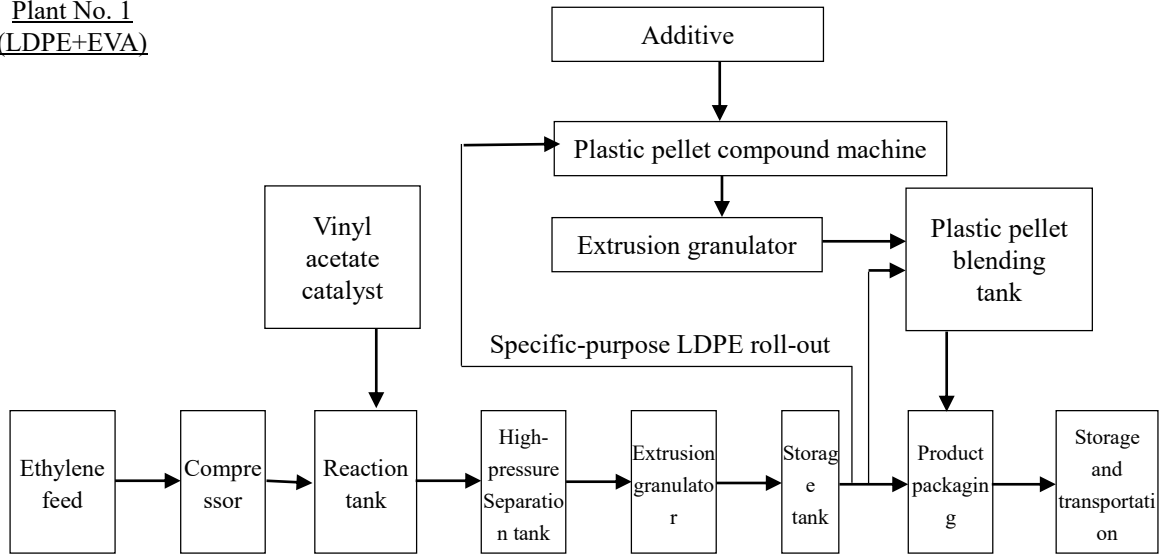 Plant No. 1
(LDPE+EVA)
Additive
Plastic pellet compound machine
Vinyl
acetate
catalyst
Extrusion granulator
Plastic pellet
blending
tank
Specific-purpose LDPE roll-out
Ethylene
feed
Compre
ssor
Reaction
tank
High-
pressure
Separatio
n tank
Extrusion
granulato
r
Storag
e
tank
Product
packagin
g
Storage
and
transportati
on